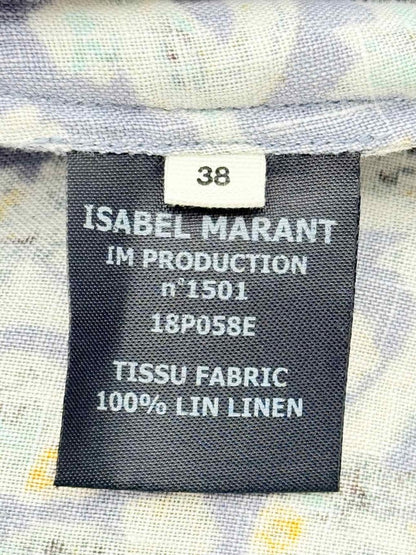 38
ISABEL MARANT
IM PRODUCTION
n°1501
18P058E
TISSU FABRIC
100% LIN LINEN